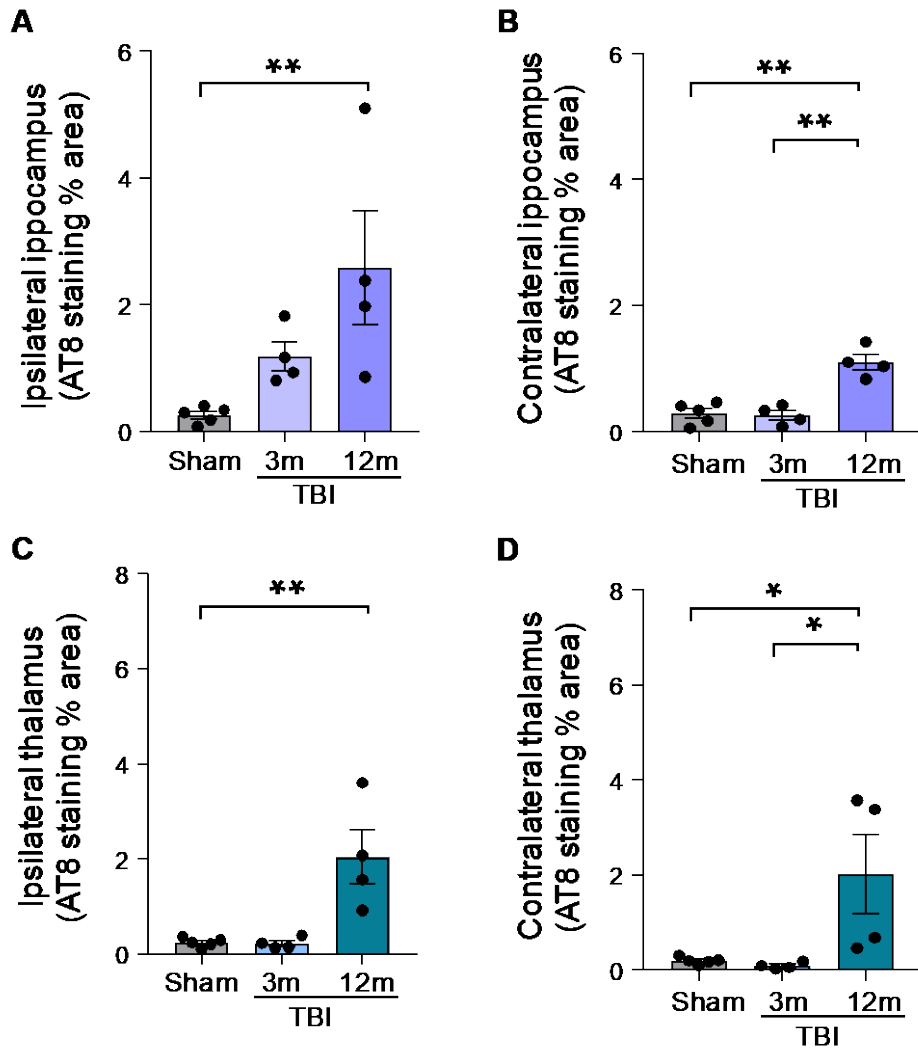 A
Ipsilateral ippocampus
(AT8 staining % area)
6
4
2
0
**
Sham 3m 12m
TBI
B
Contralateral ippocampus
(AT8 staining % area)
6
4
2
0
**
**
Sham 3m 12m
TBI
C
Ipsilateral thalamus
(AT8 staining % area)
8
6
4
2
0
**
Sham 3m 12m
TBI
D
Contralateral thalamus
(AT8 staining % area)
8
6
4
2
0
*
*
Sham 3m 12m
TBI